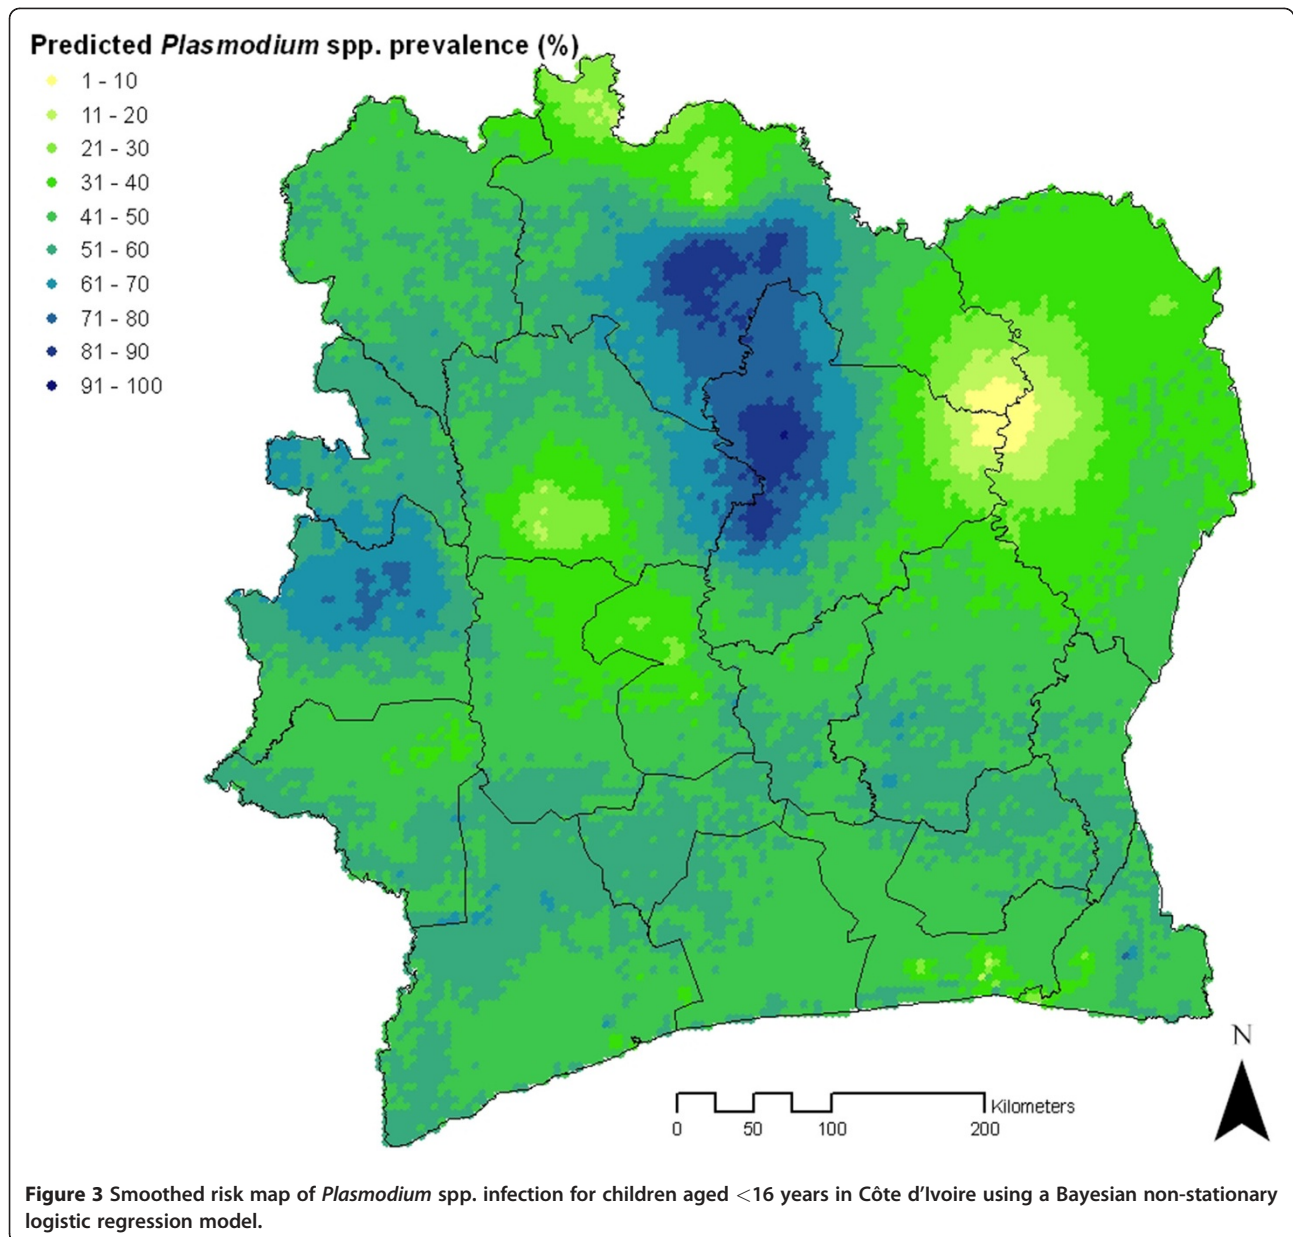 Predicted Plasmodium spp. prevalence (%)
1 - 10
11 - 20
21 - 30
31 - 40
41 - 50
51 - 60
61 - 70
71 - 80
81 - 90
91 - 100
N
Kilometers
0 50 100 200
Figure 3 Smoothed risk map of Plasmodium spp. infection for children aged <16 years in Côte d’Ivoire using a Bayesian non-stationary
logistic regression model.